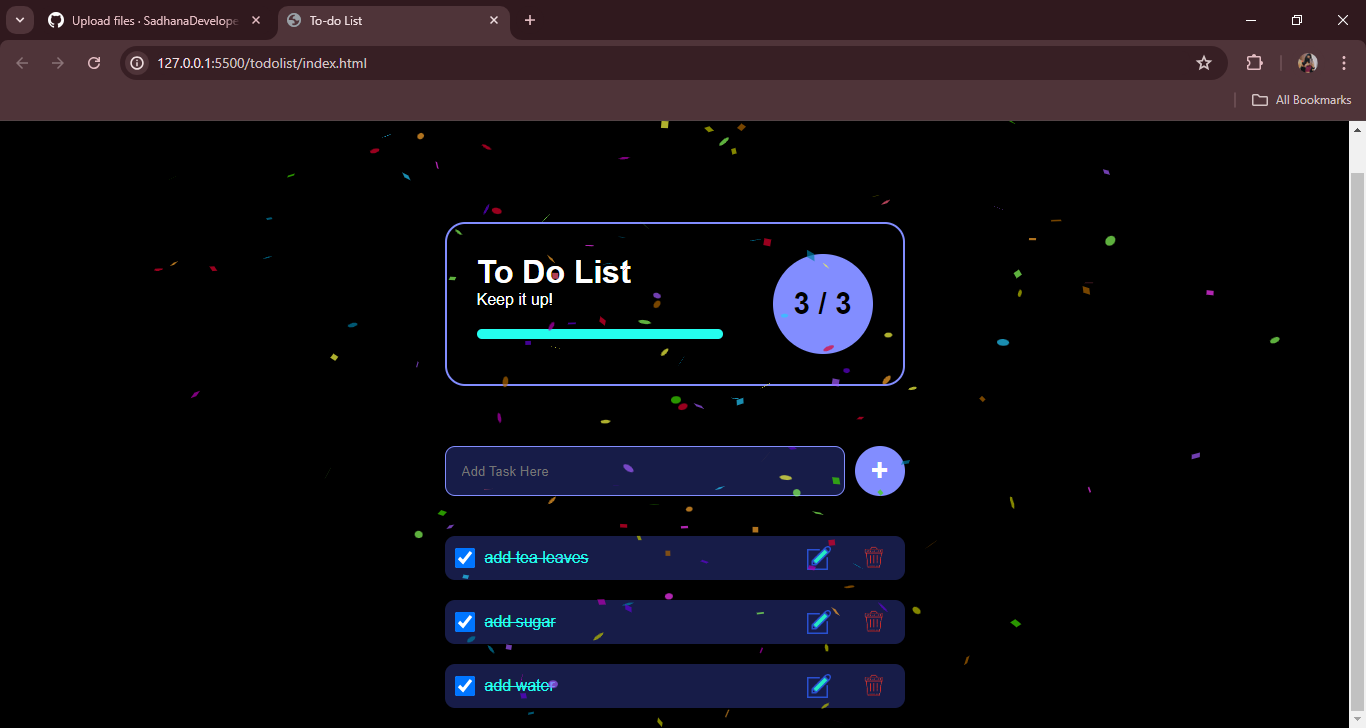 Upload files · SadhanaDevelope
To-do List
127.0.0.1:5500/todolist/index.html
All Bookmarks
To Do List
Keep it up!
3 / 3
Add Task Here
+
add tea leaves
add sugar
add water